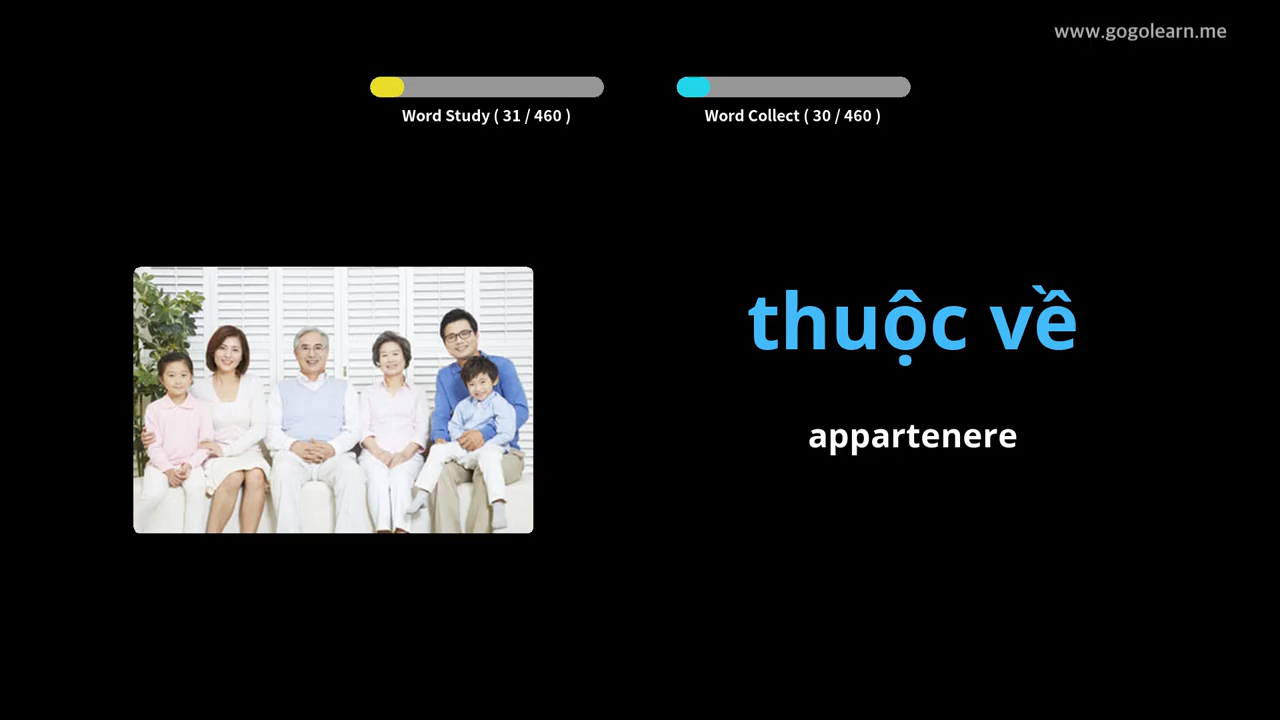 www.gogolearn.me
Word Study ( 31 / 460 )
Word Collect ( 30 / 460 )
thuộc về
appartenere